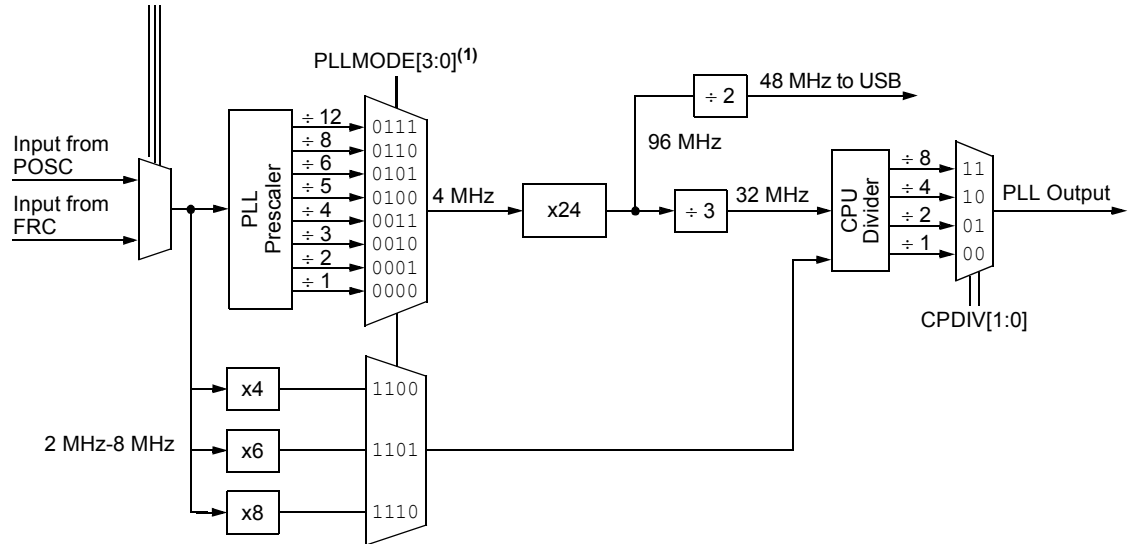 PLLMODE[3:0](1)
Input from
POSC
Input from
FRC
PLL
Prescaler
÷ 12
÷ 8
÷ 6
÷ 5
÷ 4
÷ 3
÷ 2
÷ 1
0111
0110
0101
0100
0011
0010
0001
0000
4 MHz
x24
÷ 2
48 MHz to USB
96 MHz
÷ 3
32 MHz
CPU
Divider
÷ 8
÷ 4
÷ 2
÷ 1
11
10
01
00
PLL Output
CPDIV[1:0]
2 MHz-8 MHz
x4
x6
x8
1100
1101
1110